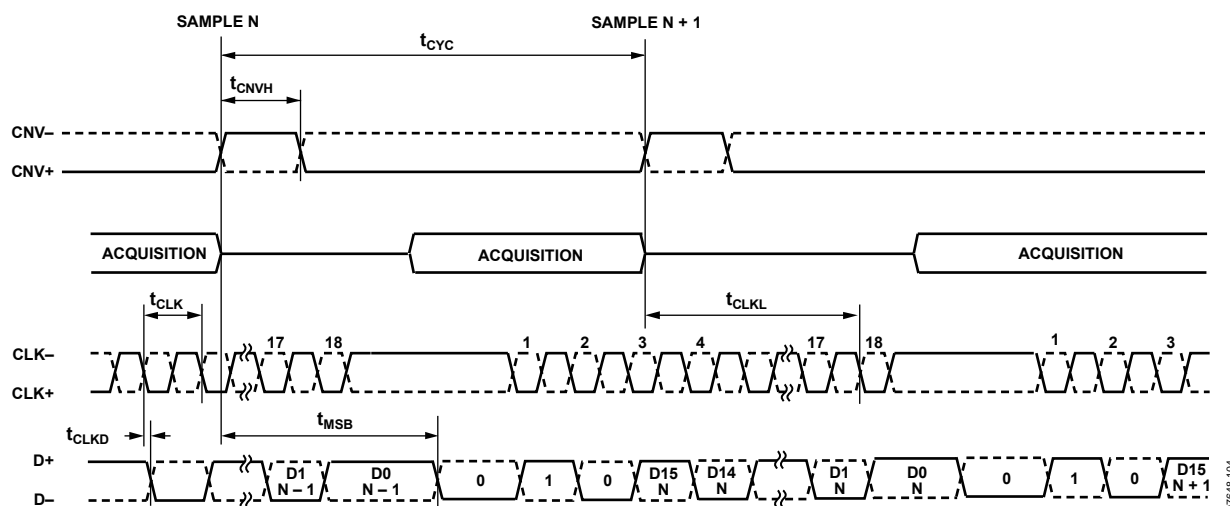 SAMPLE N
SAMPLE N + 1
tCYC
tCNVH
CNV–
CNV+
ACQUISITION
ACQUISITION
ACQUISITION
tCLK
tCLKL
17
18
1
2
3
4
17
18
1
2
3
CLK–
CLK+
tCLKD
tMSB
D+
D–
D1 N – 1
D0 N – 1
0
1
0
D15 N
D14 N
D1 N
D0 N
0
1
0
D15 N + 1